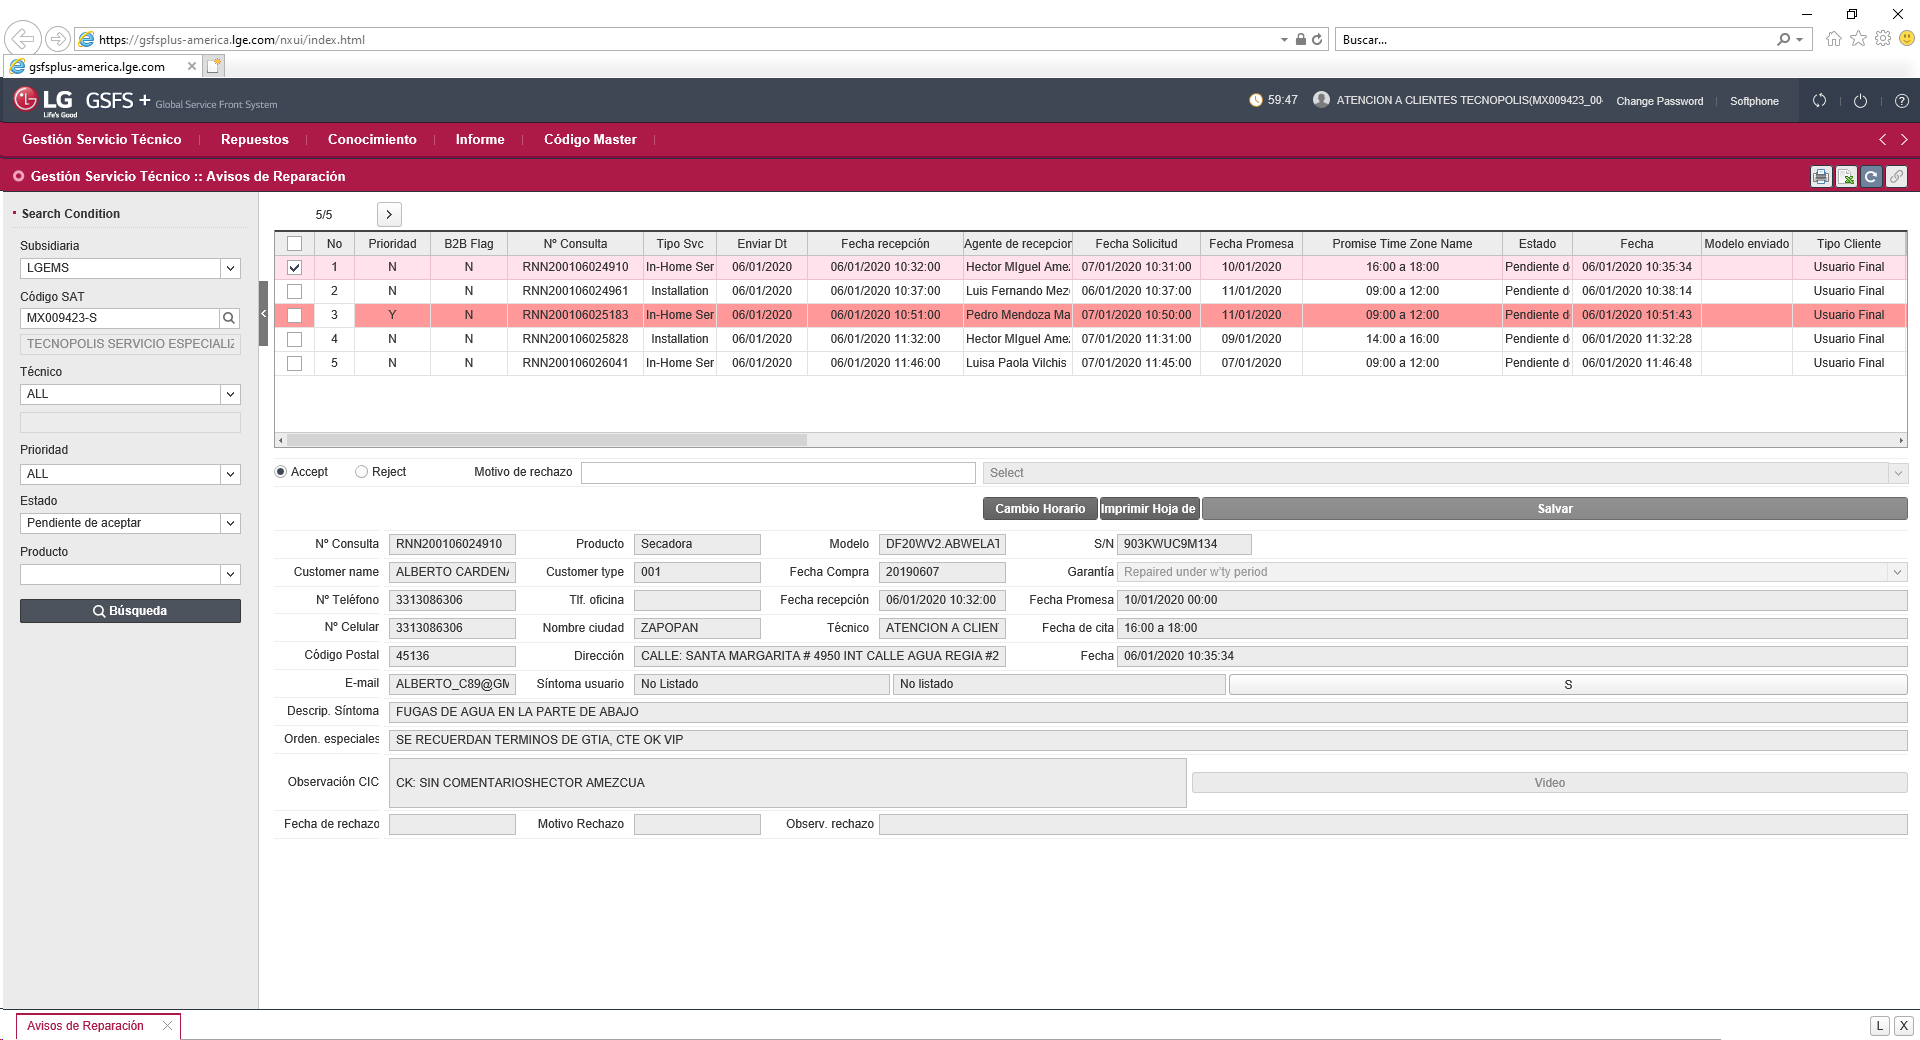 https://gsfsplus-america.lge.com/nxui/index.html
Buscar...
gsfsplus-america.lge.com
LG
Life's Good
GSFS + Global Service Front System
59:47
ATENCION A CLIENTES TECNOPOLIS(MX009423_00
Change Password
Softphone
Gestión Servicio Técnico
Repuestos
Conocimiento
Informe
Código Master
Gestión Servicio Técnico :: Avisos de Reparación
Search Condition
Subsidiaria
LGEMS
Código SAT
MX009423-S
TECNOPOLIS SERVICIO ESPECIALIZ
Técnico
ALL
Prioridad
ALL
Estado
Pendiente de aceptar
Producto
Búsqueda
5/5
No Prioridad B2B Flag Nº Consulta Tipo Svc Enviar Dt Fecha recepción Agente de recepcion Fecha Solicitud Fecha Promesa Promise Time Zone Name Estado Fecha Modelo enviado Tipo Cliente
1 N N RNN200106024910 In-Home Ser 06/01/2020 06/01/2020 10:32:00 Hector MIguel Ame 07/01/2020 10:31:00 10/01/2020 16:00 a 18:00 Pendiente d 06/01/2020 10:35:34 Usuario Final
2 N N RNN200106024961 Installation 06/01/2020 06/01/2020 10:37:00 Luis Fernando Mez 06/01/2020 10:37:00 11/01/2020 09:00 a 12:00 Pendiente d 06/01/2020 10:38:14 Usuario Final
3 Y N RNN200106025183 In-Home Ser 06/01/2020 06/01/2020 10:51:00 Pedro Mendoza Ma 07/01/2020 10:50:00 11/01/2020 09:00 a 12:00 Pendiente d 06/01/2020 10:51:43 Usuario Final
4 N N RNN200106025828 Installation 06/01/2020 06/01/2020 11:32:00 Hector MIguel Ame 07/01/2020 11:31:00 09/01/2020 14:00 a 16:00 Pendiente d 06/01/2020 11:32:28 Usuario Final
5 N N RNN200106026041 In-Home Ser 06/01/2020 06/01/2020 11:46:00 Luisa Paola Vilchis 07/01/2020 11:45:00 07/01/2020 09:00 a 12:00 Pendiente d 06/01/2020 11:46:48 Usuario Final
Accept Reject Motivo de rechazo Select
Cambio Horario Imprimir Hoja de Salvar
Nº Consulta RNN200106024910 Producto Secadora Modelo DF20WV2.ABWELAT S/N 903KWUC9M134
Customer name ALBERTO CARDENA Customer type 001 Fecha Compra 20190607 Garantía Repaired under w'ty period
Nº Teléfono 3313086306 Tlf. oficina Fecha recepción 06/01/2020 10:32:00 Fecha Promesa 10/01/2020 00:00
Nº Celular 3313086306 Nombre ciudad ZAPOPAN Técnico ATENCION A CLIEN Fecha de cita 16:00 a 18:00
Código Postal 45136 Dirección CALLE: SANTA MARGARITA # 4950 INT CALLE AGUA REGIA #2 Fecha 06/01/2020 10:35:34
E-mail ALBERTO_C89@GM Síntoma usuario No Listado No listado S
Descrip. Síntoma FUGAS DE AGUA EN LA PARTE DE ABAJO
Orden. especiales SE RECUERDAN TERMINOS DE GTIA, CTE OK VIP
Observación CIC CK: SIN COMENTARIOSHECTOR AMEZCUA Video
Fecha de rechazo Motivo Rechazo Observ. rechazo
Avisos de Reparación
L X